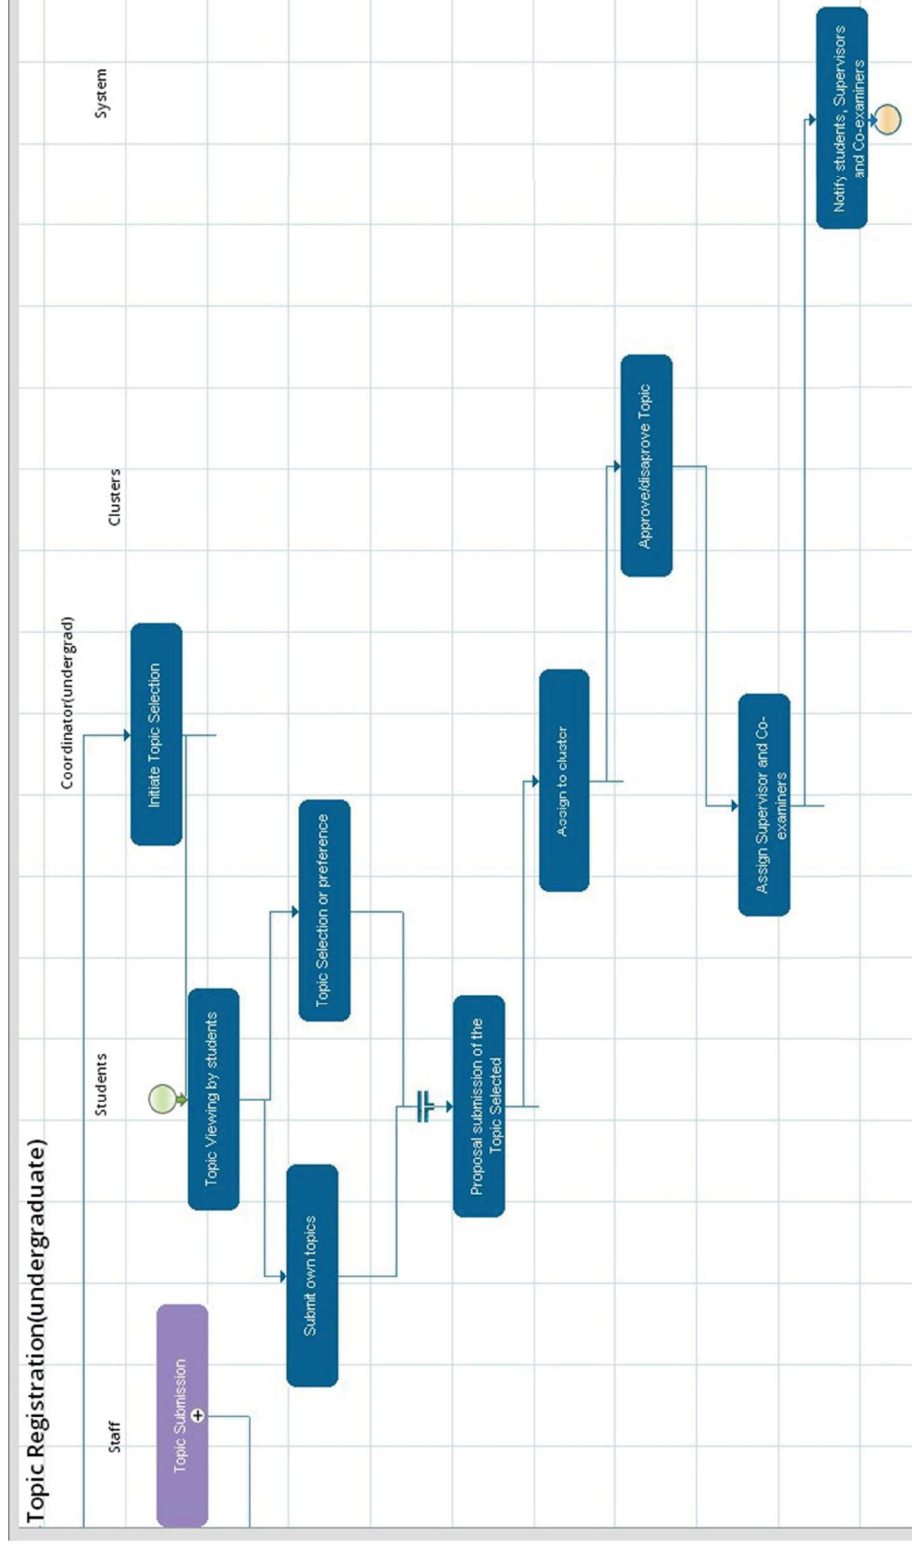 Topic Registration(undergraduate)
Staff
Students
Coordinator(undergrad)
Clusters
System
Topic Submission
Initiate Topic Selection
Topic Viewing by students
Submit own topics
Topic Selection or preference
Proposal submission of the
Topic Selected
Assign to cluster
Approve/disaprove Topic
Assign Supervisor and Co-
examiners
Notify students, Supervisors
and Co-examiners